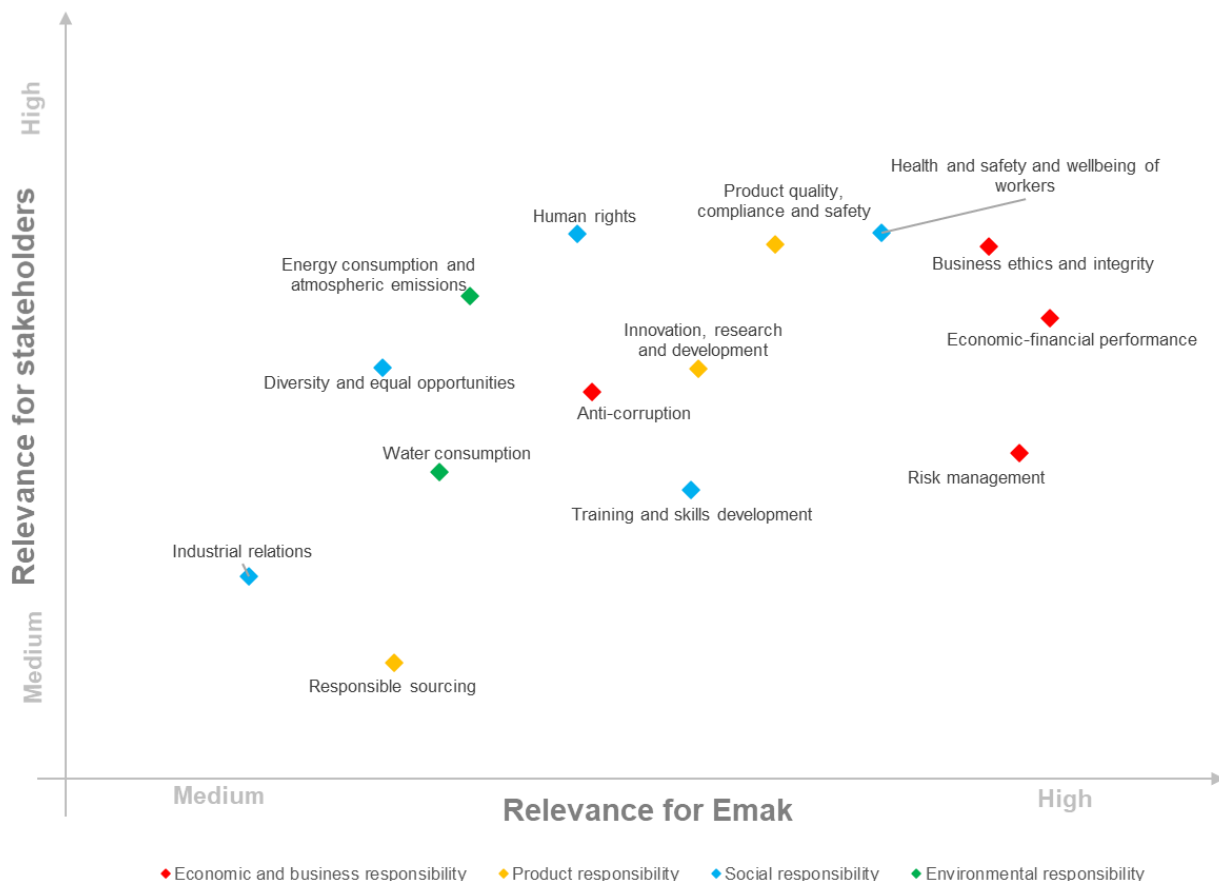 High
Relevance for stakeholders
Medium
Health and safety and wellbeing of
workers
Product quality,
compliance and safety
Human rights
Business ethics and integrity
Energy consumption and
atmospheric emissions
Innovation, research
and development
Economic-financial performance
Diversity and equal opportunities
Anti-corruption
Water consumption
Risk management
Training and skills development
Industrial relations
Responsible sourcing
Medium
Relevance for Emak
High
Economic and business responsibility
Product responsibility
Social responsibility
Environmental responsibility